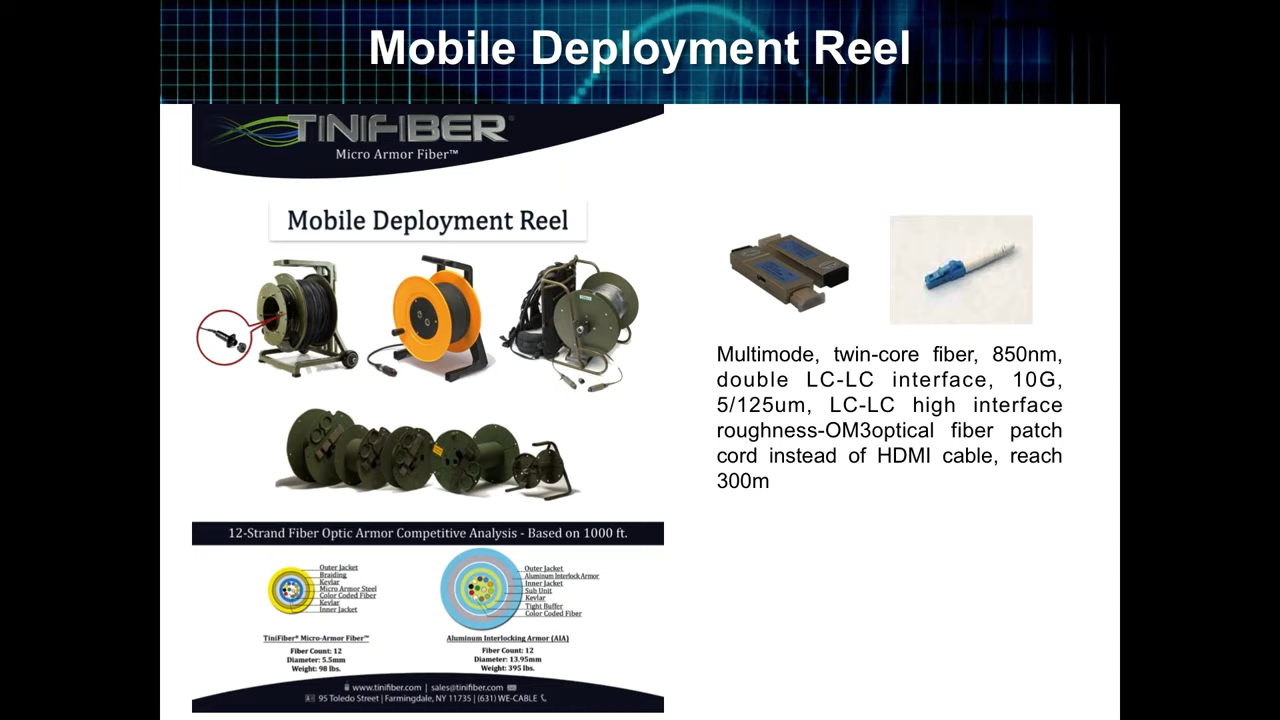 Mobile Deployment Reel
TINIFIBER®
Micro Armor Fiber™
Mobile Deployment Reel
Multimode, twin-core fiber, 850nm,
double LC-LC interface, 10G,
5/125um, LC-LC high interface
roughness-OM3optical fiber patch
cord instead of HDMI cable, reach
300m
12-Strand Fiber Optic Armor Competitive Analysis - Based on 1000 ft.
Outer Jacket
Braiding
Kevlar
Micro Armor Steel
Color Coded Fiber
Kevlar
Inner Jacket
TiniFiber® Micro-Armor Fiber™
Fiber Count: 12
Diameter: 5.5mm
Weight: 98 lbs.
Outer Jacket
Aluminum Interlock Armor
Inner Jacket
Sub Unit
Kevlar
Tight Buffer
Color Coded Fiber
Aluminum Interlocking Armor (AIA)
Fiber Count: 12
Diameter: 13.95mm
Weight: 395 lbs.
www.tinifiber.com | sales@tinifiber.com
95 Toledo Street | Farmingdale, NY 11735 | (631) WE-CABLE